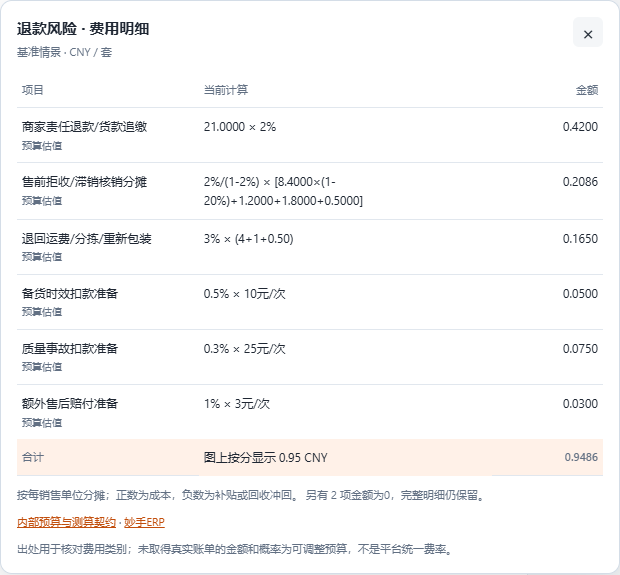 退款风险 · 费用明细
×
基准情景 · CNY / 套
项目 当前计算 金额
商家责任退款/货款追缴 21.0000 × 2% 0.4200
预算估值
售前拒收/滞销核销分摊 2%/(1-2%) × [8.4000×(1- 0.2086
预算估值 20%)+1.2000+1.8000+0.5000]
退回运费/分拣/重新包装 3% × (4+1+0.50) 0.1650
预算估值
备货时效扣款准备 0.5% × 10元/次 0.0500
预算估值
质量事故扣款准备 0.3% × 25元/次 0.0750
预算估值
额外售后赔付准备 1% × 3元/次 0.0300
预算估值
合计 图上按分显示 0.95 CNY 0.9486
按每销售单位分摊；正数为成本，负数为补贴或回收冲回。 另有 2 项金额为0，完整明细仍保留。
内部预算与测算契约 · 妙手ERP
出处用于核对费用类别；未取得真实账单的金额和概率为可调整预算，不是平台统一费率。